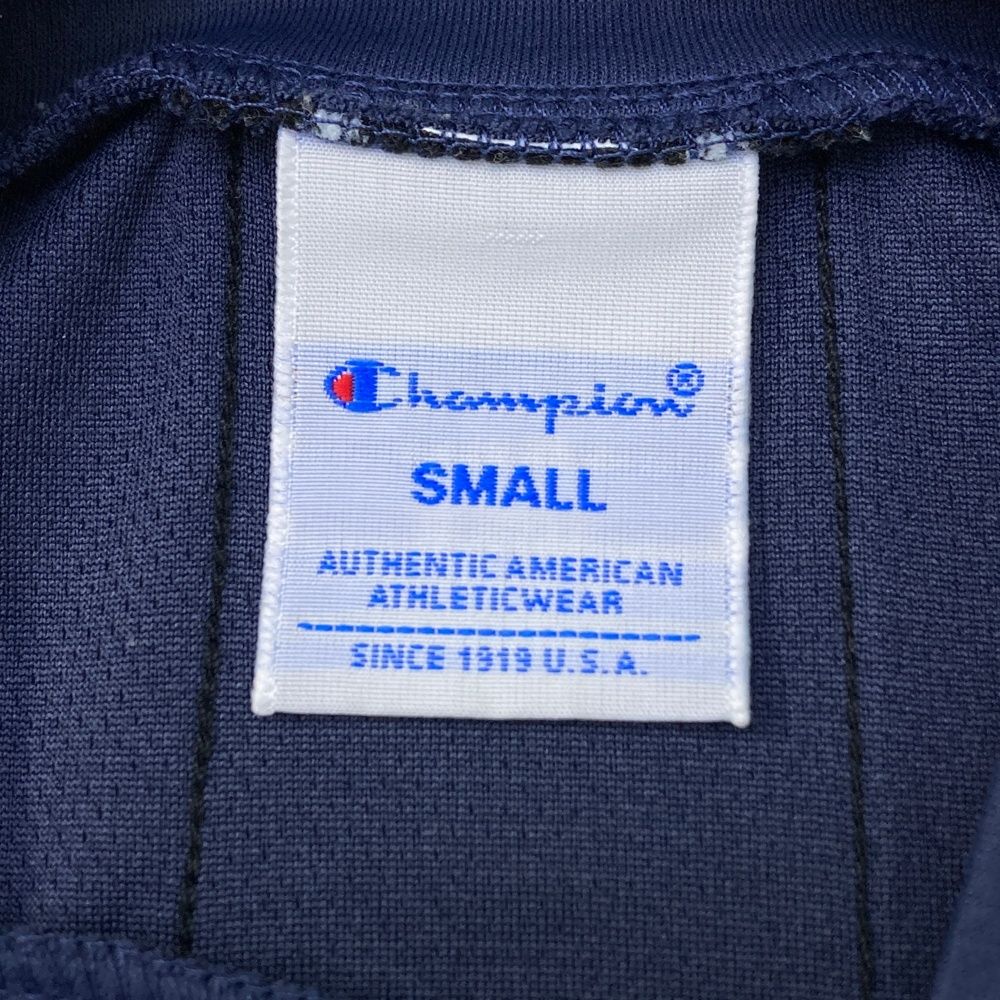 Champion®
SMALL
AUTHENTIC AMERICAN
ATHLETICWEAR
SINCE 1919 U.S.A.